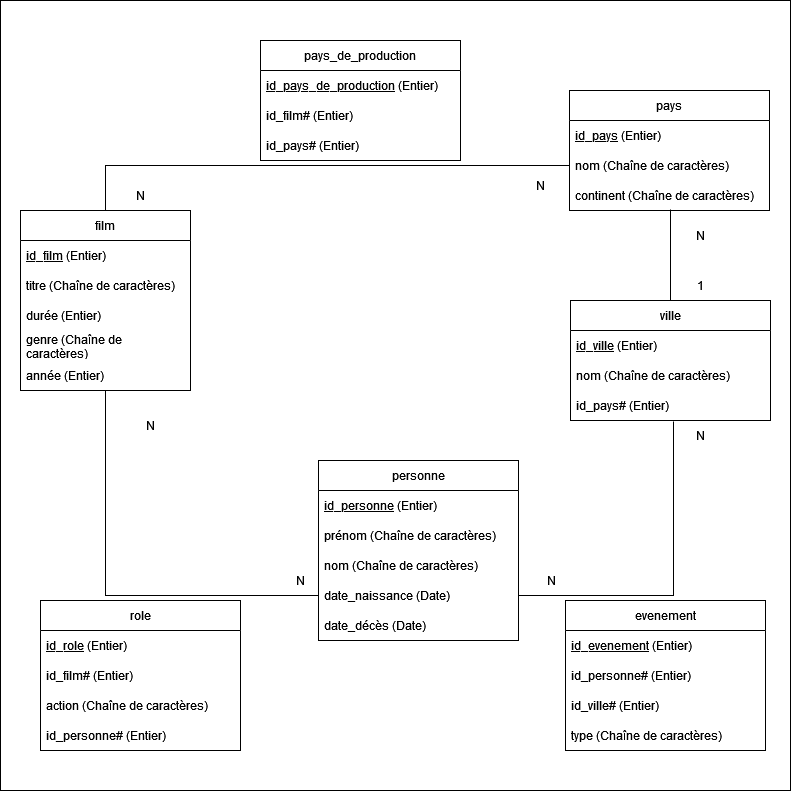 pays_de_production
id_pays_de_production (Entier)
id_film# (Entier)
id_pays# (Entier)
pays
id_pays (Entier)
nom (Chaîne de caractères)
continent (Chaîne de caractères)
N
N
film
id_film (Entier)
titre (Chaîne de caractères)
durée (Entier)
genre (Chaîne de
caractères)
année (Entier)
N
1
ville
id_ville (Entier)
nom (Chaîne de caractères)
id_pays# (Entier)
N
N
personne
id_personne (Entier)
prénom (Chaîne de caractères)
nom (Chaîne de caractères)
date_naissance (Date)
date_décès (Date)
N
N
role
id_role (Entier)
id_film# (Entier)
action (Chaîne de caractères)
id_personne# (Entier)
evenement
id_evenement (Entier)
id_personne# (Entier)
id_ville# (Entier)
type (Chaîne de caractères)